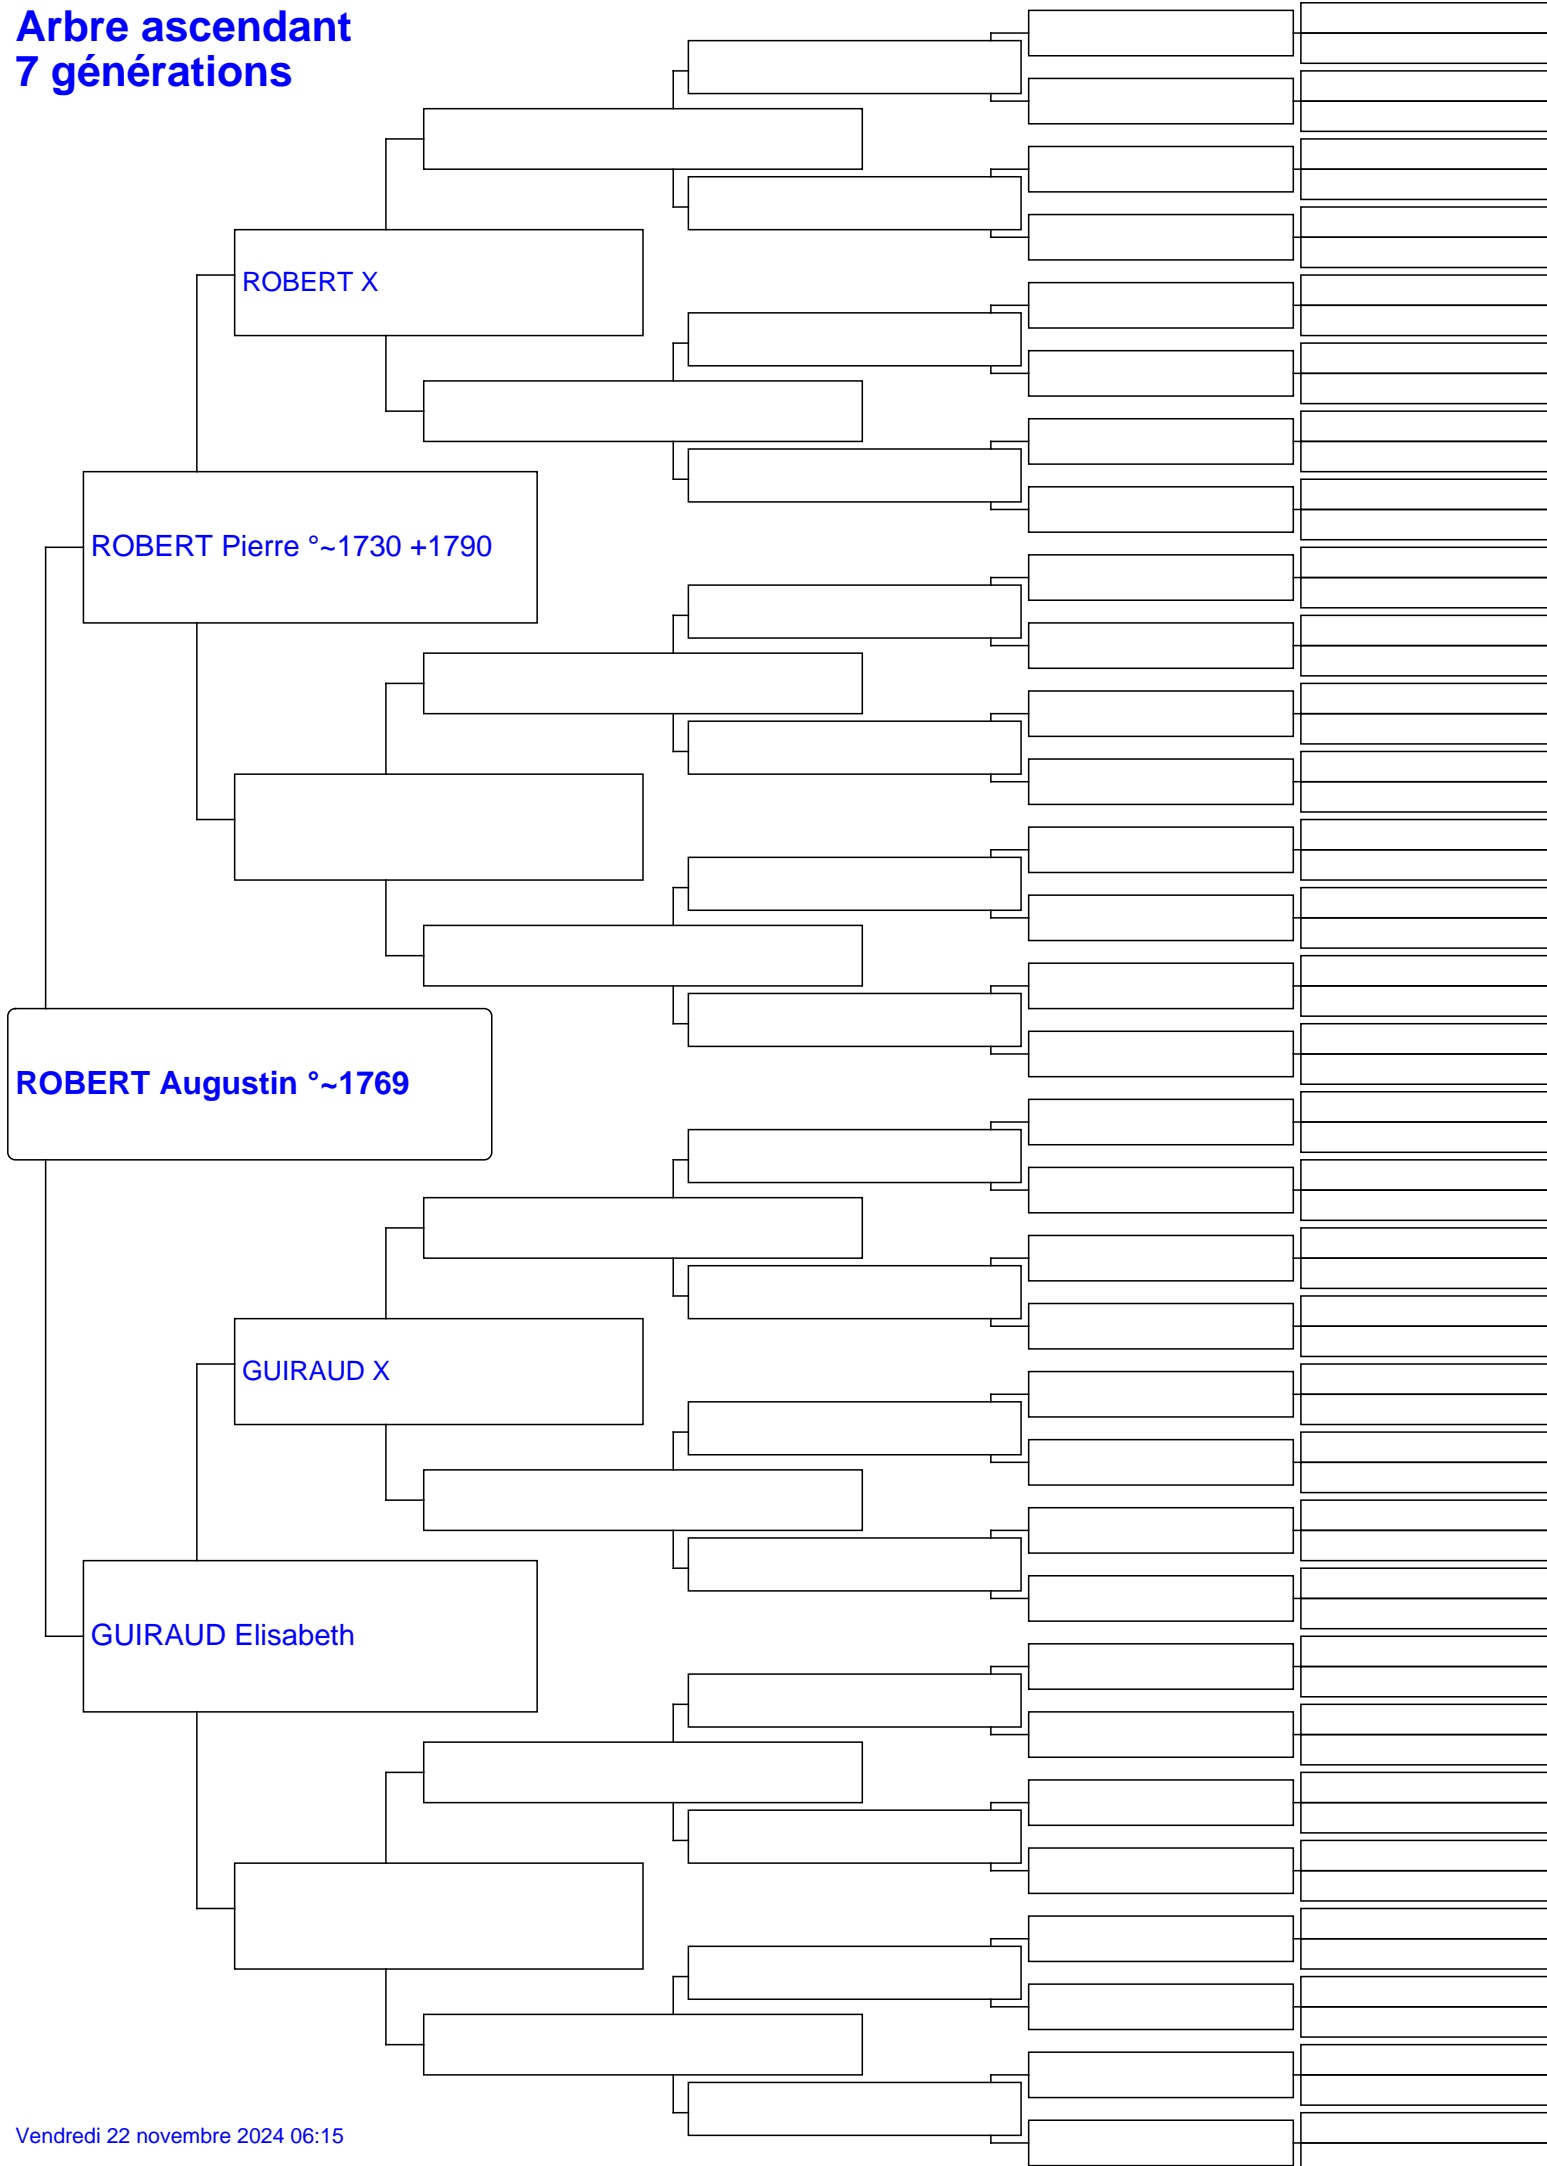 Arbre ascendant
7 générations
ROBERT X
ROBERT Pierre °~1730 +1790
ROBERT Augustin °~1769
GUIRAUD X
GUIRAUD Elisabeth
Vendredi 22 novembre 2024 06:15